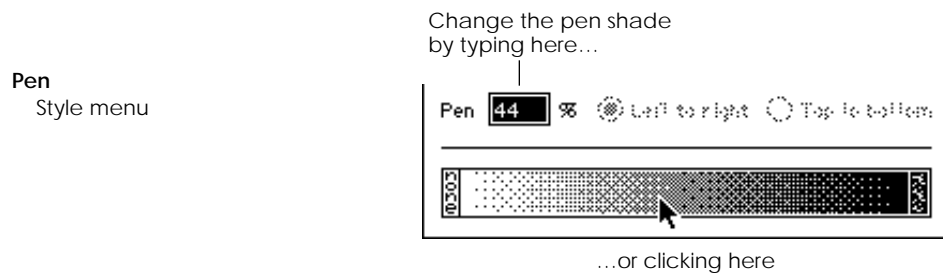 Change the pen shade
by typing here…
Pen
Style menu
Pen 44 % Left to right Top to bottom
none
…or clicking here